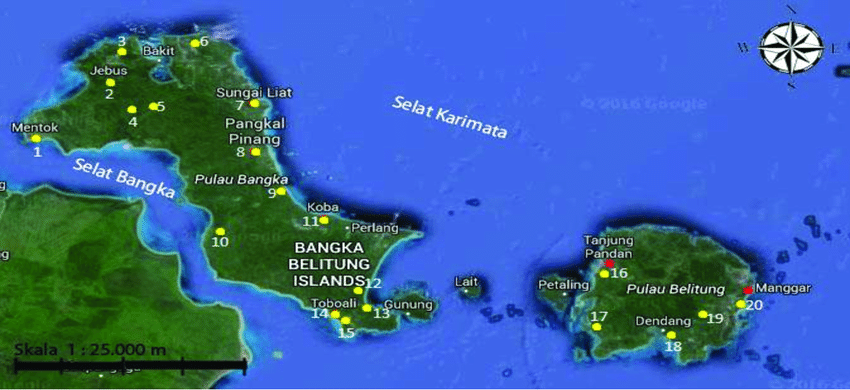 3
Bakit
6
W
E
© 2016 Google
Jebus
2
Sungai Liat
7
Selat Karimata
4
5
Mentok
1
Pangkal
Pinang
8
Selat Bangka
Pulau Bangka
9
Koba
11
Perlang
10
BANGKA
BELITUNG
ISLANDS
12
Toboali
14
13
Gunung
15
Lait
Petaling
Tanjung
Pandan
16
Pulau Belitung
Manggar
20
17
Dendang
19
18
Skala 1 : 25.000 m